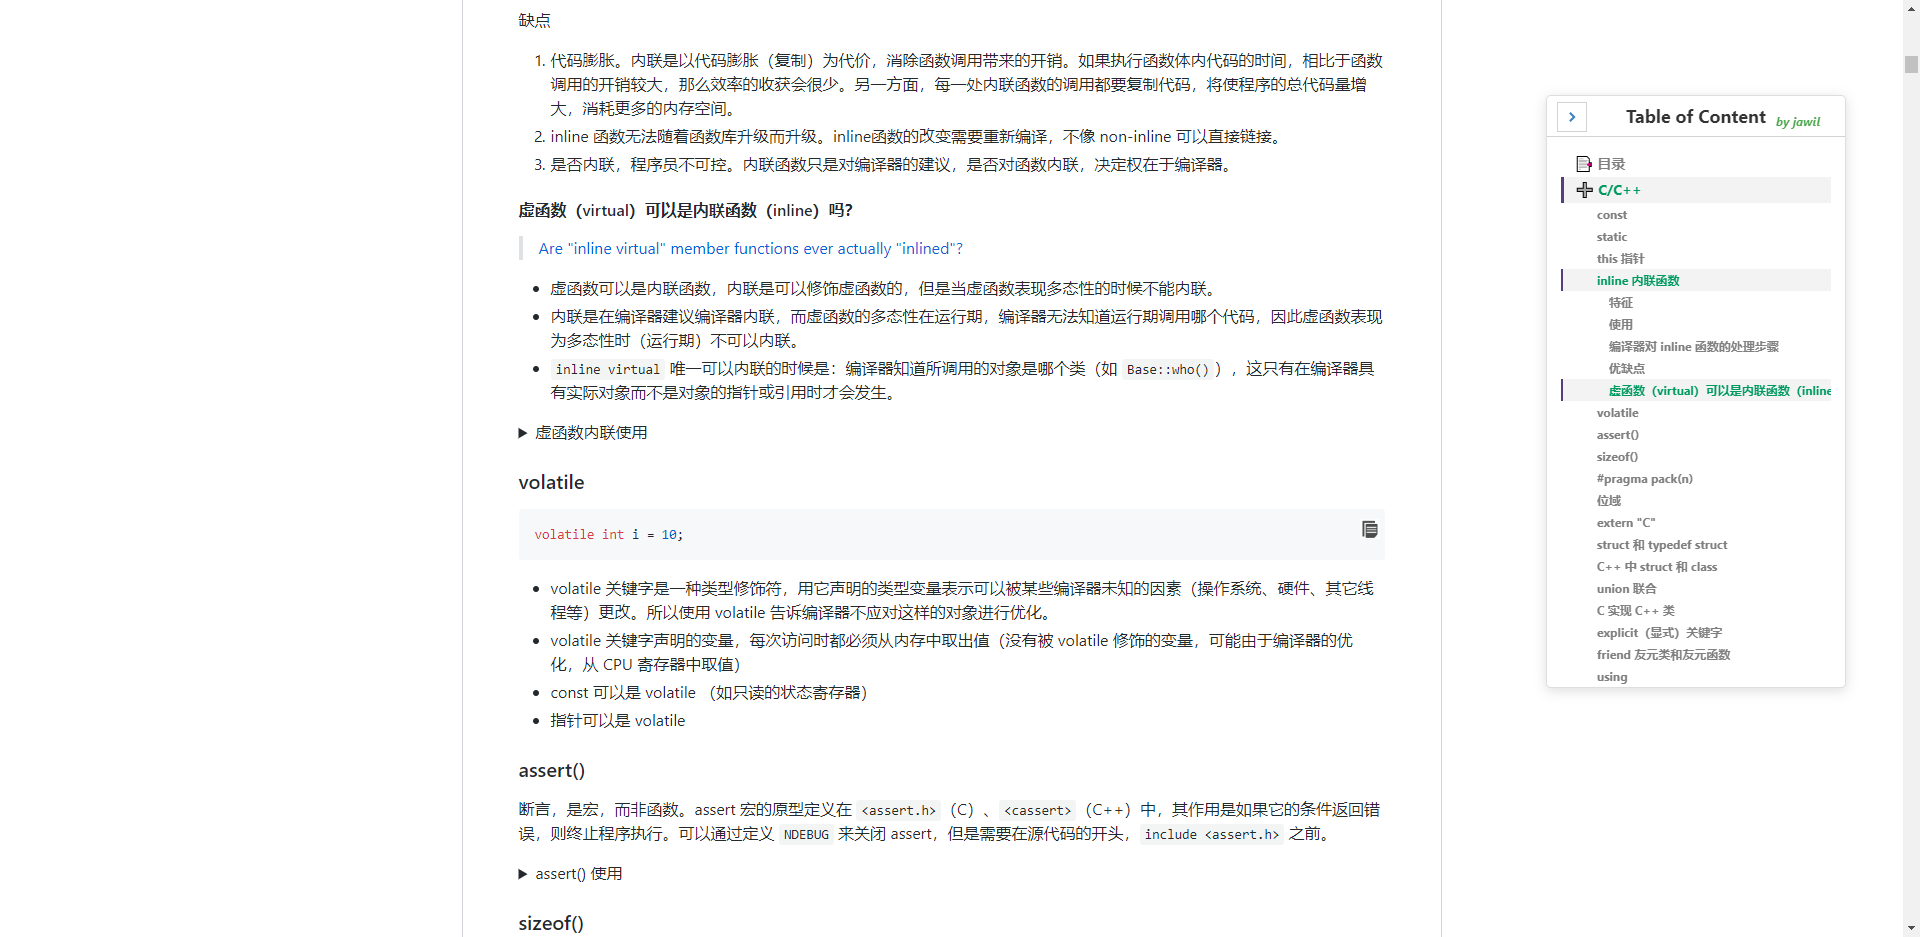 缺点
1. 代码膨胀。内联是以代码膨胀（复制）为代价，消除函数调用带来的开销。如果执行函数体内代码的时间，相比于函数
调用的开销较大，那么效率的收获会很少。另一方面，每一处内联函数的调用都要复制代码，将使程序的总代码量增
大，消耗更多的内存空间。
2. inline 函数无法随着函数库升级而升级。inline函数的改变需要重新编译，不像 non-inline 可以直接链接。
3. 是否内联，程序员不可控。内联函数只是对编译器的建议，是否对函数内联，决定权在于编译器。
虚函数（virtual）可以是内联函数（inline）吗？
Are "inline virtual" member functions ever actually "inlined"?
虚函数可以是内联函数，内联是可以修饰虚函数的，但是当虚函数表现多态性的时候不能内联。
内联是在编译器建议编译器内联，而虚函数的多态性在运行期，编译器无法知道运行期调用哪个代码，因此虚函数表现
为多态性时（运行期）不可以内联。
inline virtual 唯一可以内联的时候是：编译器知道所调用的对象是哪个类（如 Base::who()），这只有在编译器具
有实际对象而不是对象的指针或引用时才会发生。
虚函数内联使用
volatile
volatile int i = 10;
volatile 关键字是一种类型修饰符，用它声明的类型变量表示可以被某些编译器未知的因素（操作系统、硬件、其它线
程等）更改。所以使用 volatile 告诉编译器不应对这样的对象进行优化。
volatile 关键字声明的变量，每次访问时都必须从内存中取出值（没有被 volatile 修饰的变量，可能由于编译器的优
化，从 CPU 寄存器中取值）
const 可以是 volatile （如只读的状态寄存器）
指针可以是 volatile
assert()
断言，是宏，而非函数。assert 宏的原型定义在 <assert.h>（C）、<cassert>（C++）中，其作用是如果它的条件返回错
误，则终止程序执行。可以通过定义 NDEBUG 来关闭 assert，但是需要在源代码的开头，include <assert.h> 之前。
assert() 使用
sizeof()
Table of Content by jawil
目录
C/C++
const
static
this 指针
inline 内联函数
特征
使用
编译器对 inline 函数的处理步骤
优缺点
虚函数（virtual）可以是内联函数（inline
volatile
assert()
sizeof()
#pragma pack(n)
位域
extern "C"
struct 和 typedef struct
C++ 中 struct 和 class
union 联合
C 实现 C++ 类
explicit（显式）关键字
friend 友元类和友元函数
using